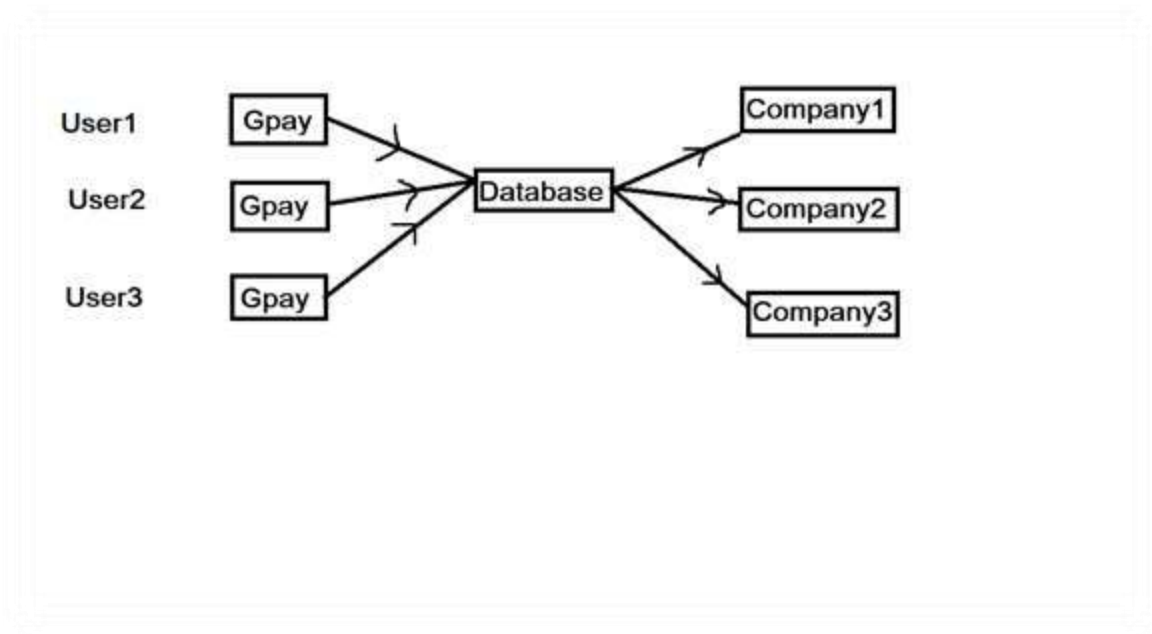 User1
Gpay
User2
Gpay
User3
Gpay
Database
Company1
Company2
Company3